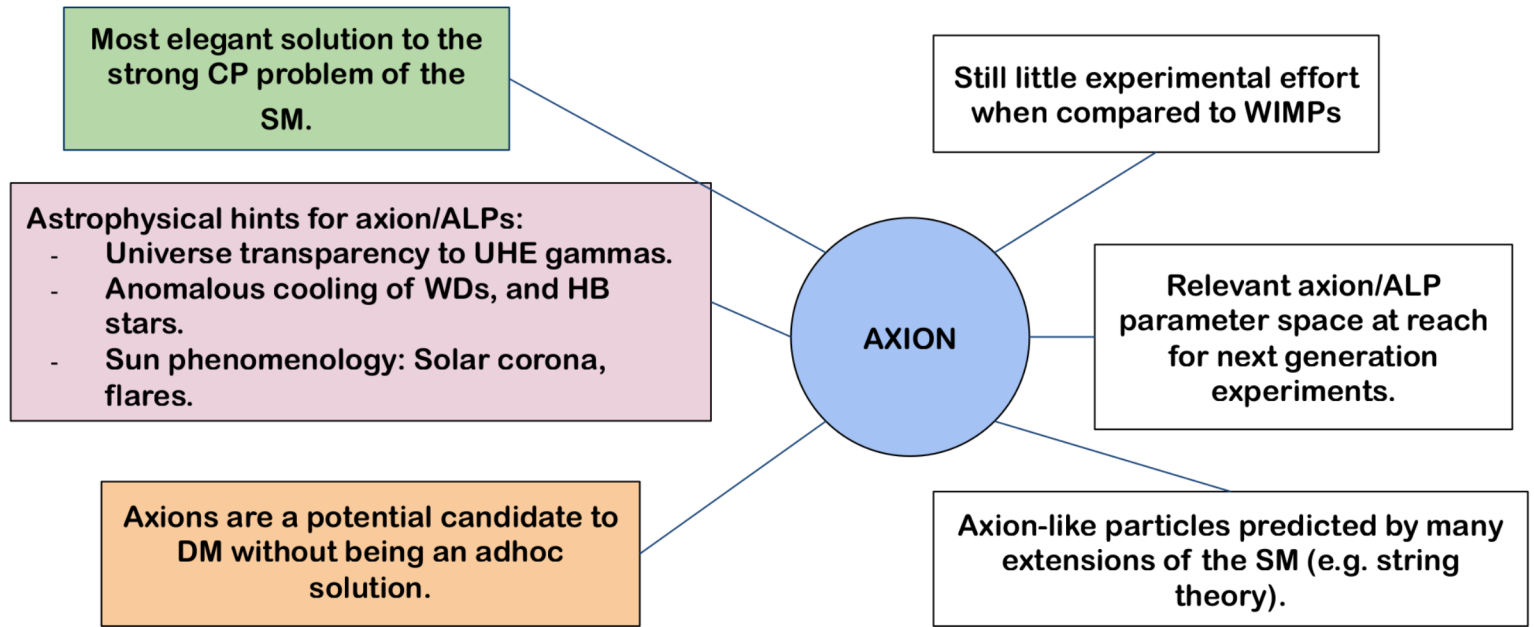 Most elegant solution to the
strong CP problem of the
SM.
Astrophysical hints for axion/ALPs:
- Universe transparency to UHE gammas.
- Anomalous cooling of WDs, and HB
stars.
- Sun phenomenology: Solar corona,
flares.
Axions are a potential candidate to
DM without being an adhoc
solution.
AXION
Still little experimental effort
when compared to WIMPs
Relevant axion/ALP
parameter space at reach
for next generation
experiments.
Axion-like particles predicted by many
extensions of the SM (e.g. string
theory).